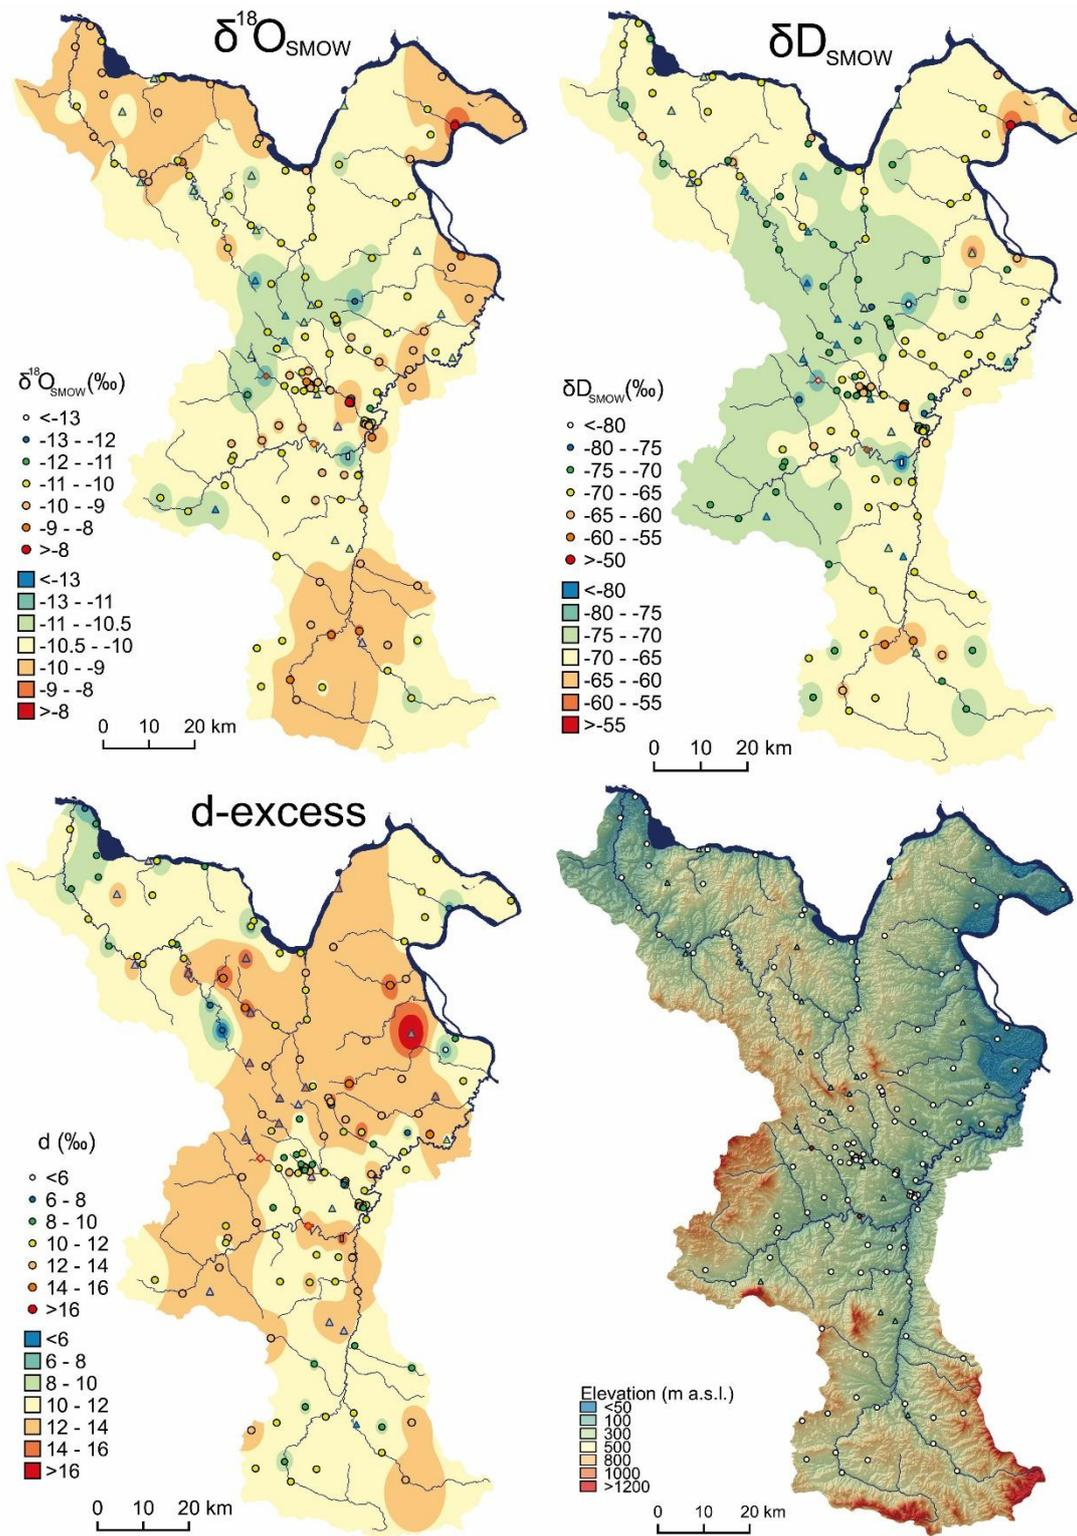 δ18OSMOW
δ18OSMOW(‰)
<-13
-13 - -12
-12 - -11
-11 - -10
-10 - -9
-9 - -8
>-8
<-13
-13 - -11
-11 - -10.5
-10.5 - -10
-10 - -9
-9 - -8
>-8
0 10 20 km
δDSMOW
δDSMOW(‰)
<-80
-80 - -75
-75 - -70
-70 - -65
-65 - -60
-60 - -55
>-50
<-80
-80 - -75
-75 - -70
-70 - -65
-65 - -60
-60 - -55
>-55
0 10 20 km
d-excess
d (‰)
<6
6 - 8
8 - 10
10 - 12
12 - 14
14 - 16
>16
<6
6 - 8
8 - 10
10 - 12
12 - 14
14 - 16
>16
0 10 20 km
Elevation (m a.s.l.)
<50
100
300
500
800
1000
>1200
0 10 20 km